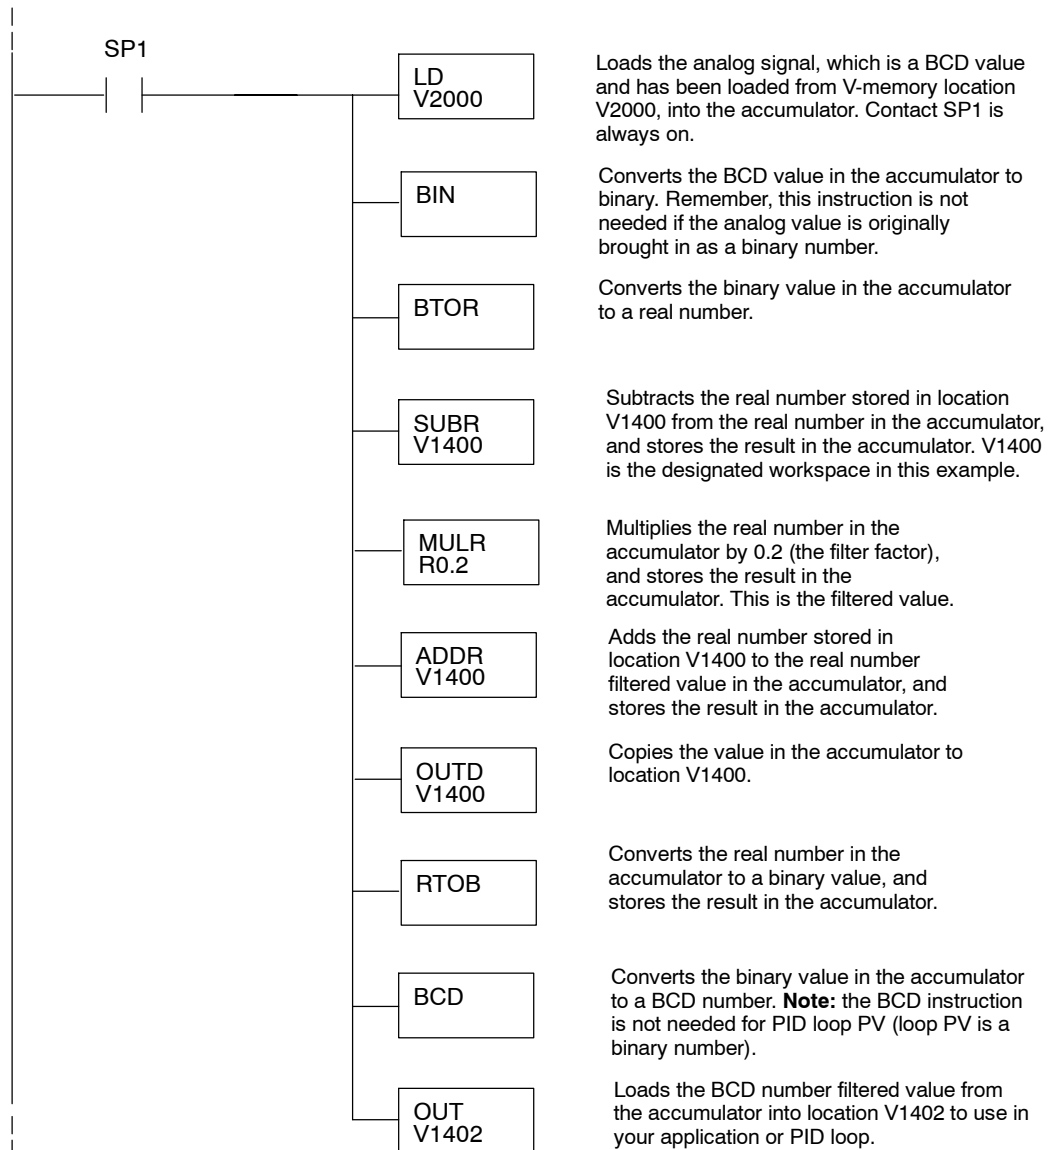 SP1
LD
V2000
Loads the analog signal, which is a BCD value
and has been loaded from V-memory location
V2000, into the accumulator. Contact SP1 is
always on.
BIN
Converts the BCD value in the accumulator to
binary. Remember, this instruction is not
needed if the analog value is originally
brought in as a binary number.
BTOR
Converts the binary value in the accumulator
to a real number.
SUBR
V1400
Subtracts the real number stored in location
V1400 from the real number in the accumulator,
and stores the result in the accumulator. V1400
is the designated workspace in this example.
MULR
R0.2
Multiplies the real number in the
accumulator by 0.2 (the filter factor),
and stores the result in the
accumulator. This is the filtered value.
ADDR
V1400
Adds the real number stored in
location V1400 to the real number
filtered value in the accumulator, and
stores the result in the accumulator.
OUTD
V1400
Copies the value in the accumulator to
location V1400.
RTOB
Converts the real number in the
accumulator to a binary value, and
stores the result in the accumulator.
BCD
Converts the binary value in the accumulator
to a BCD number. Note: the BCD instruction
is not needed for PID loop PV (loop PV is a
binary number).
OUT
V1402
Loads the BCD number filtered value from
the accumulator into location V1402 to use in
your application or PID loop.